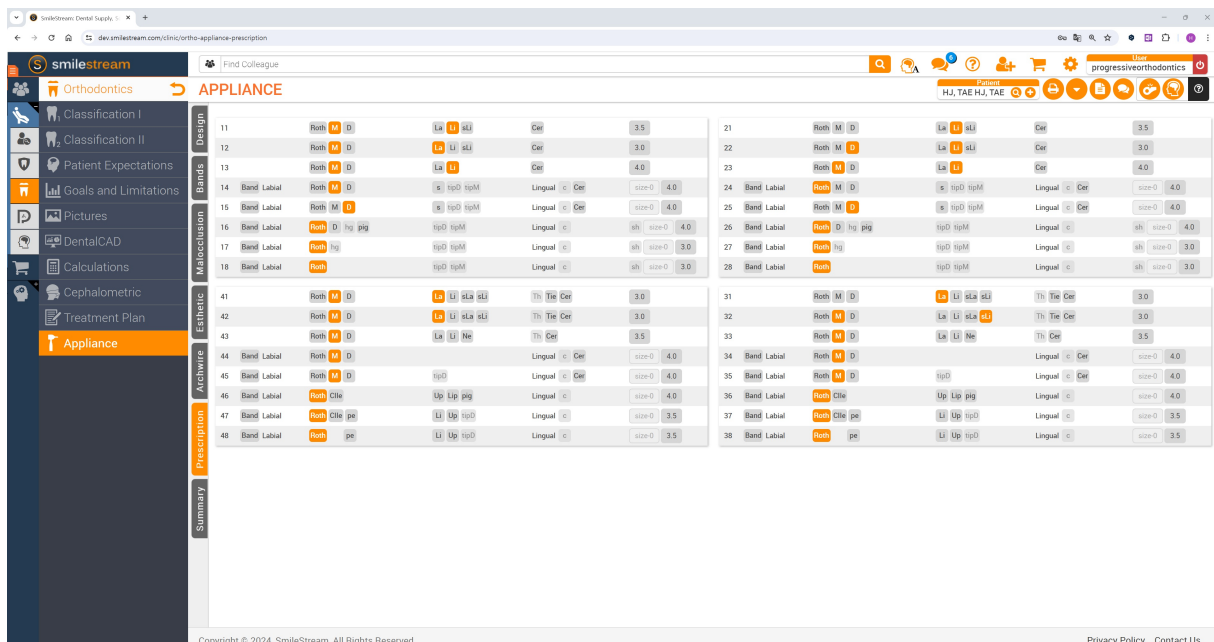 SmileStream: Dental Supply, S
dev.smilestream.com/clinic/ortho-appliance-prescription
smilestream
Find Colleague
User
progressiveorthodontics
Orthodontics
APPLIANCE
Patient
HJ, TAE HJ, TAE
Classification I
Classification II
Patient Expectations
Goals and Limitations
Pictures
DentalCAD
Calculations
Cephalometric
Treatment Plan
Appliance
Design
Bands
Malocclusion
Esthetic
Archwire
Prescription
Summary
11 Roth M D La Li sLi Cer 3.5
12 Roth M D La Li sLi Cer 3.0
13 Roth M D La Li Cer 4.0
14 Band Labial Roth M D s tipD tipM Lingual c Cer size-0 4.0
15 Band Labial Roth M D s tipD tipM Lingual c Cer size-0 4.0
16 Band Labial Roth D hg pig tipD tipM Lingual c sh size-0 4.0
17 Band Labial Roth hg tipD tipM Lingual c sh size-0 3.0
18 Band Labial Roth tipD tipM Lingual c sh size-0 3.0
21 Roth M D La Li sLi Cer 3.5
22 Roth M D La Li sLi Cer 3.0
23 Roth M D La Li Cer 4.0
24 Band Labial Roth M D s tipD tipM Lingual c Cer size-0 4.0
25 Band Labial Roth M D s tipD tipM Lingual c Cer size-0 4.0
26 Band Labial Roth D hg pig tipD tipM Lingual c sh size-0 4.0
27 Band Labial Roth hg tipD tipM Lingual c sh size-0 3.0
28 Band Labial Roth tipD tipM Lingual c sh size-0 3.0
41 Roth M D La Li sLa sLi Th Tie Cer 3.0
42 Roth M D La Li sLa sLi Th Tie Cer 3.0
43 Roth M D La Li Ne Th Cer 3.5
44 Band Labial Roth M D Lingual c Cer size-0 4.0
45 Band Labial Roth M D tipD Lingual c Cer size-0 4.0
46 Band Labial Roth Clle Up Lip pig Lingual c size-0 4.0
47 Band Labial Roth Clle pe Li Up tipD Lingual c size-0 3.5
48 Band Labial Roth pe Li Up tipD Lingual c size-0 3.5
31 Roth M D La Li sLa sLi Th Tie Cer 3.0
32 Roth M D La Li sLa sLi Th Tie Cer 3.0
33 Roth M D La Li Ne Th Cer 3.5
34 Band Labial Roth M D Lingual c Cer size-0 4.0
35 Band Labial Roth M D tipD Lingual c Cer size-0 4.0
36 Band Labial Roth Clle Up Lip pig Lingual c size-0 4.0
37 Band Labial Roth Clle pe Li Up tipD Lingual c size-0 3.5
38 Band Labial Roth pe Li Up tipD Lingual c size-0 3.5
Copyright © 2024, SmileStream, All Rights Reserved
Privacy Policy Contact Us